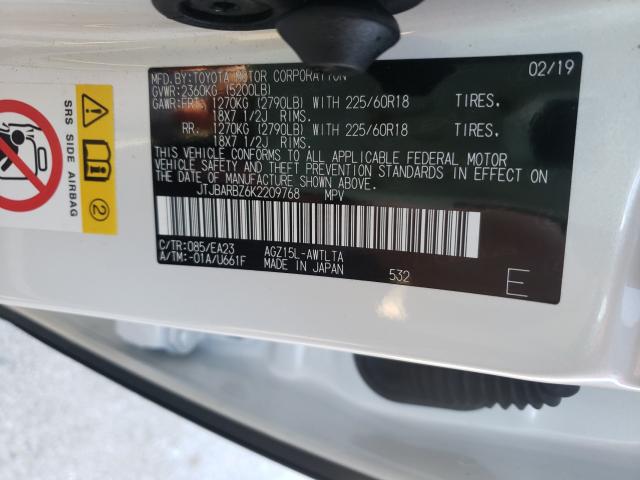 MFD. BY: TOYOTA MOTOR CORPORATION 02/19
GVWR: 2360KG (5200LB)
GAWR: FRT. 1270KG (2790LB) WITH 225/60R18 TIRES,
18X7 1/2J RIMS.
RR. 1270KG (2790LB) WITH 225/60R18 TIRES,
18X7 1/2J RIMS.
THIS VEHICLE CONFORMS TO ALL APPLICABLE FEDERAL MOTOR
VEHICLE SAFETY AND THEFT PREVENTION STANDARDS IN EFFECT ON
THE DATE OF MANUFACTURE SHOWN ABOVE.
JTJBARBZ6K2209768 MPV
C/TR: 085/EA23 AGZ15L-AWTLTA
A/TM: -01A/U661F MADE IN JAPAN 532 E
SRS SIDE AIRBAG
2